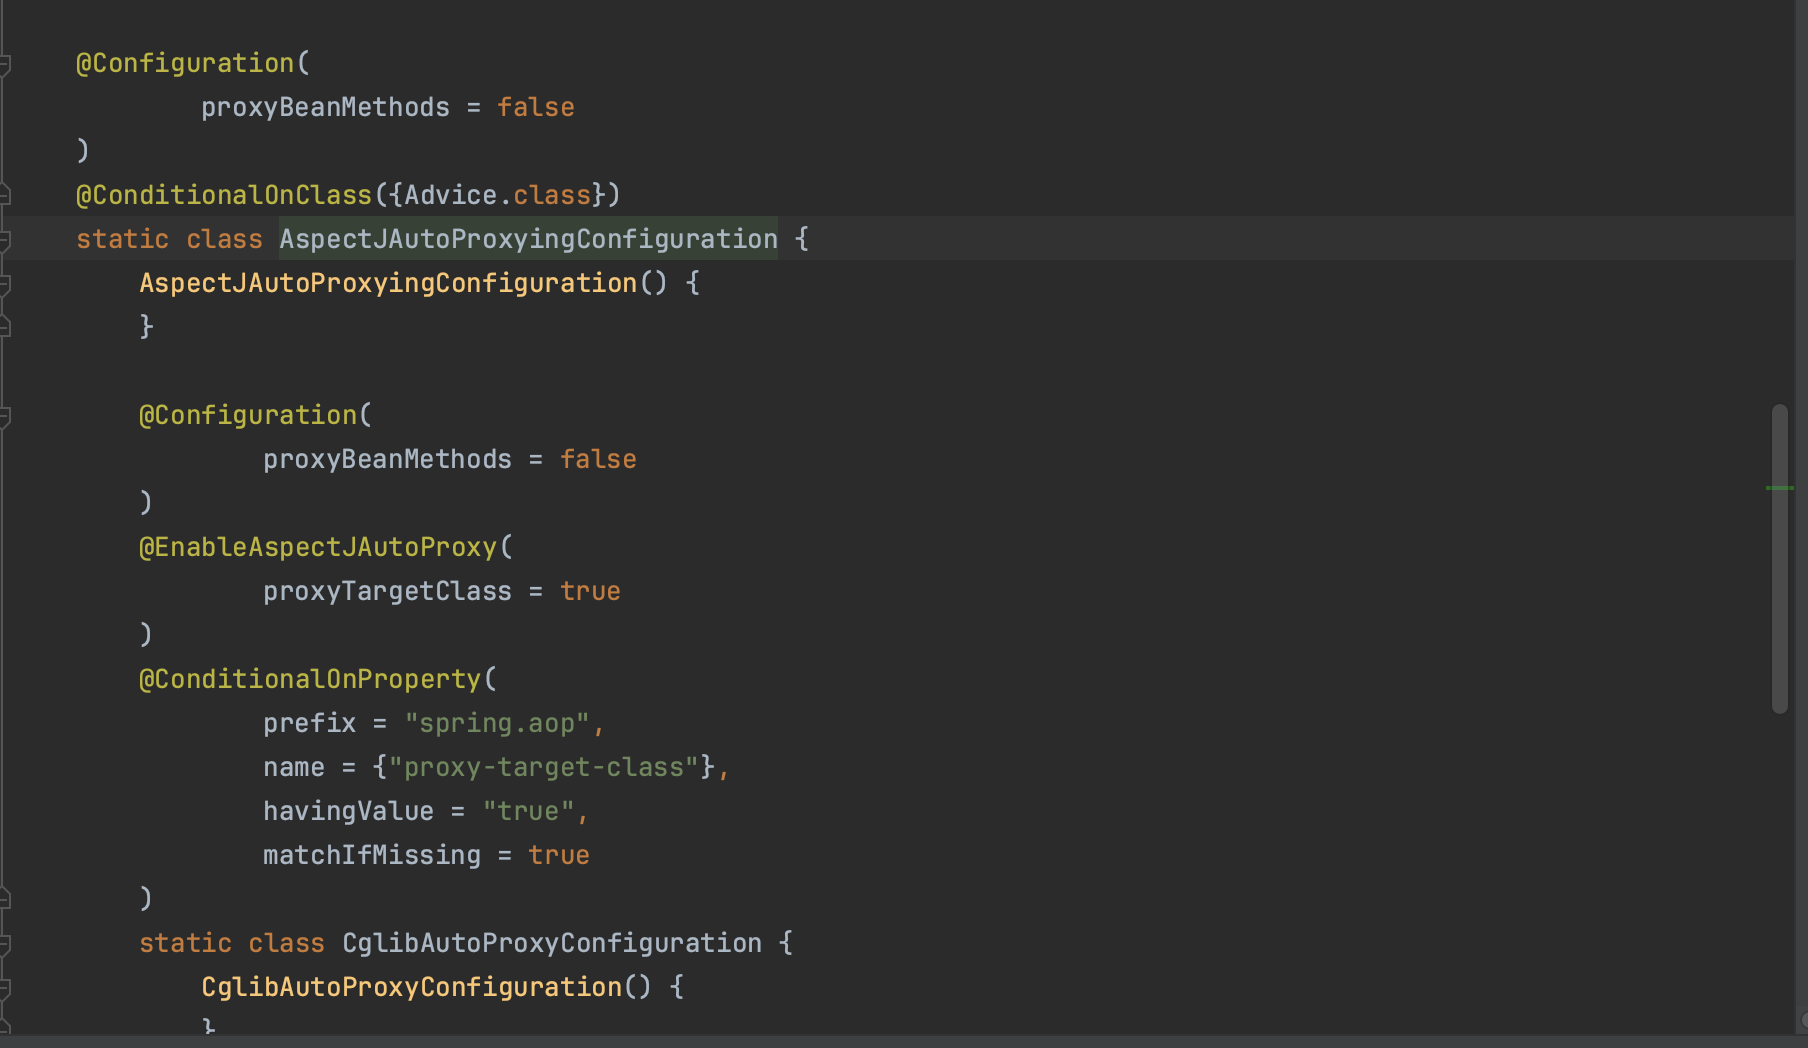 @Configuration(
proxyBeanMethods = false
)
@ConditionalOnClass({Advice.class})
static class AspectJAutoProxyingConfiguration {
AspectJAutoProxyingConfiguration() {
}
@Configuration(
proxyBeanMethods = false
)
@EnableAspectJAutoProxy(
proxyTargetClass = true
)
@ConditionalOnProperty(
prefix = "spring.aop",
name = {"proxy-target-class"},
havingValue = "true",
matchIfMissing = true
)
static class CglibAutoProxyConfiguration {
CglibAutoProxyConfiguration() {
}